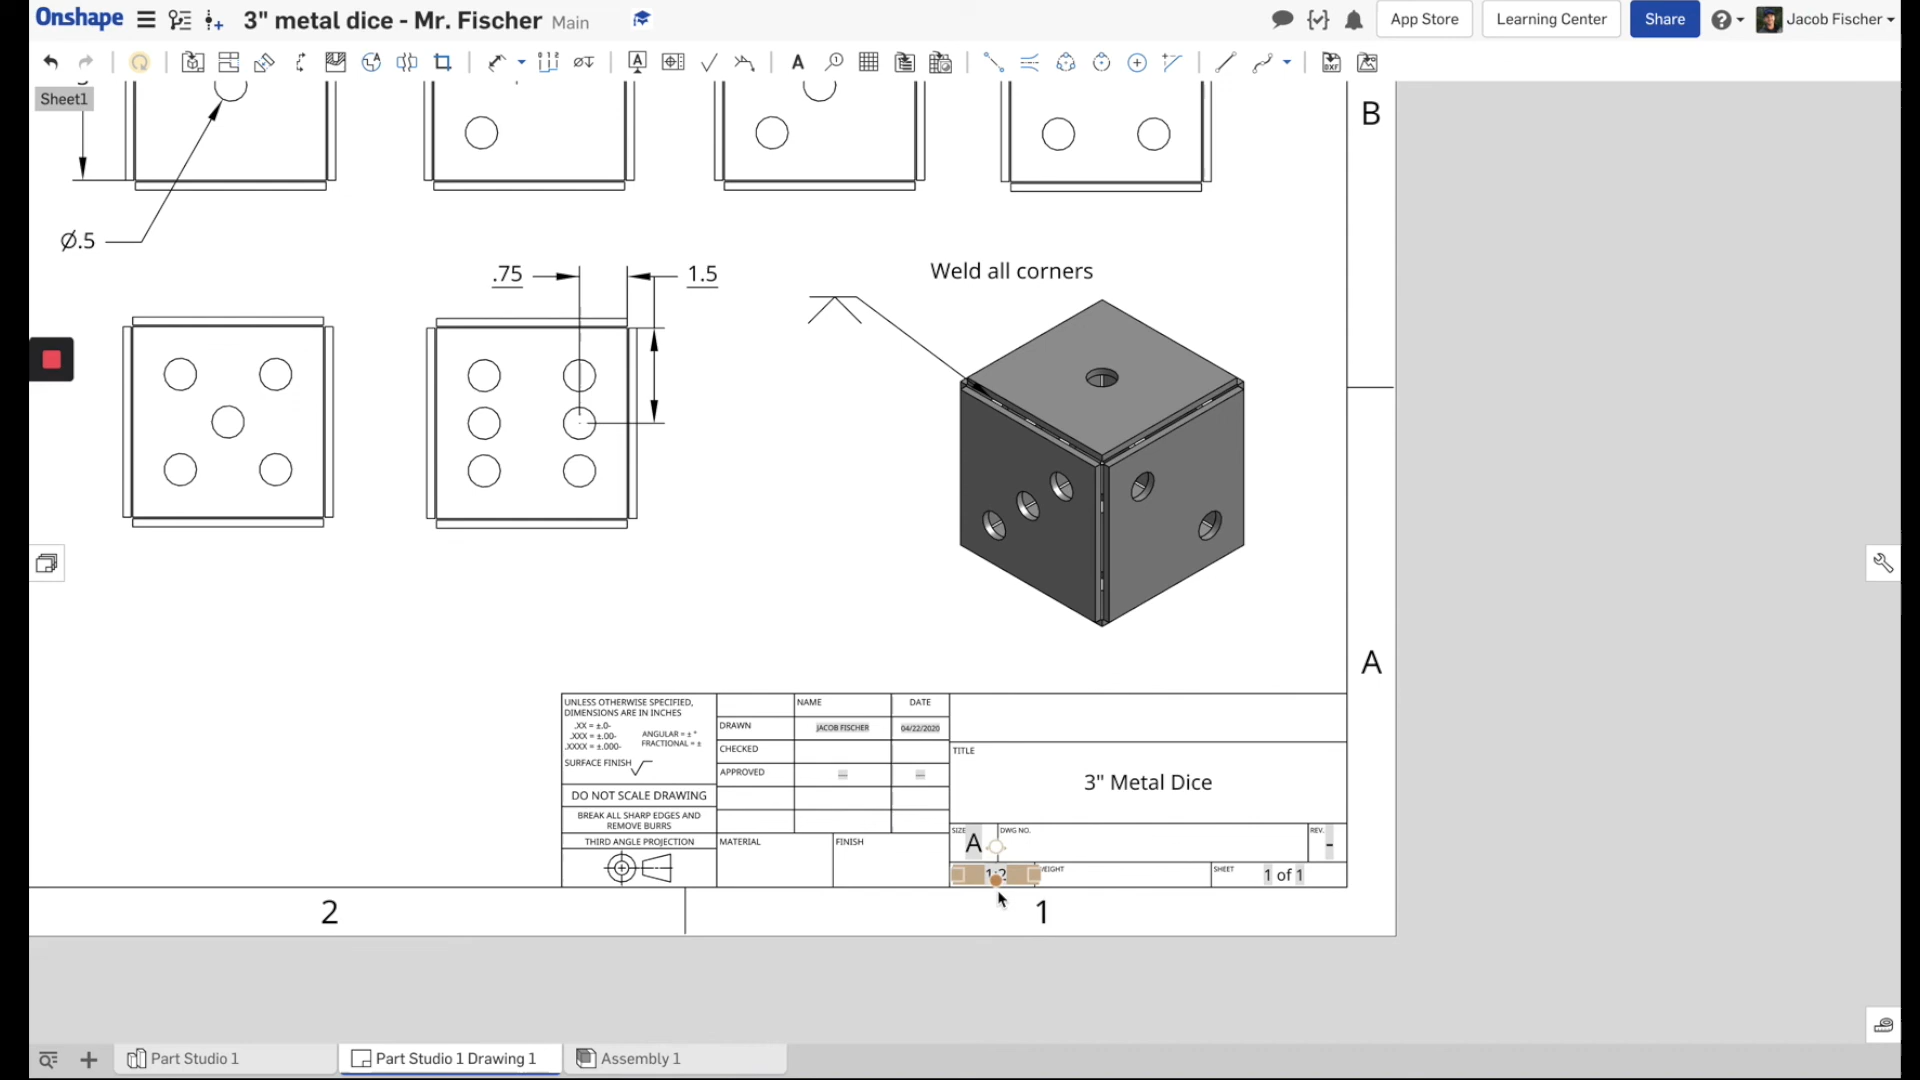 Onshape
3" metal dice - Mr. Fischer Main
App Store
Learning Center
Share
Jacob Fischer
Sheet1
B
Ø.5
.75
1.5
Weld all corners
A
UNLESS OTHERWISE SPECIFIED,
DIMENSIONS ARE IN INCHES
.XX = ±.0-
.XXX = ±.00-
.XXXX = ±.000-
ANGULAR = ± °
FRACTIONAL = ±
SURFACE FINISH
DO NOT SCALE DRAWING
BREAK ALL SHARP EDGES AND
REMOVE BURRS
THIRD ANGLE PROJECTION
NAME
DATE
DRAWN
JACOB FISCHER
04/22/2020
CHECKED
APPROVED
MATERIAL
FINISH
TITLE
3" Metal Dice
SIZE
A
DWG NO.
REV.
-
1:2
SHEET
1 of 1
2
1
Part Studio 1
Part Studio 1 Drawing 1
Assembly 1